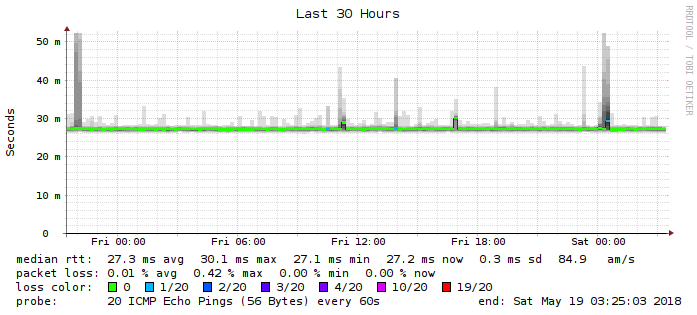 Last 30 Hours
RRDTOOL / TOBI OETIKER
Seconds
50 m
40 m
30 m
20 m
10 m
0
Fri 00:00 Fri 06:00 Fri 12:00 Fri 18:00 Sat 00:00
median rtt: 27.3 ms avg 30.1 ms max 27.1 ms min 27.2 ms now 0.3 ms sd 84.9 am/s
packet loss: 0.01 % avg 0.42 % max 0.00 % min 0.00 % now
loss color: 0 1/20 2/20 3/20 4/20 10/20 19/20
probe: 20 ICMP Echo Pings (56 Bytes) every 60s end: Sat May 19 03:25:03 2018